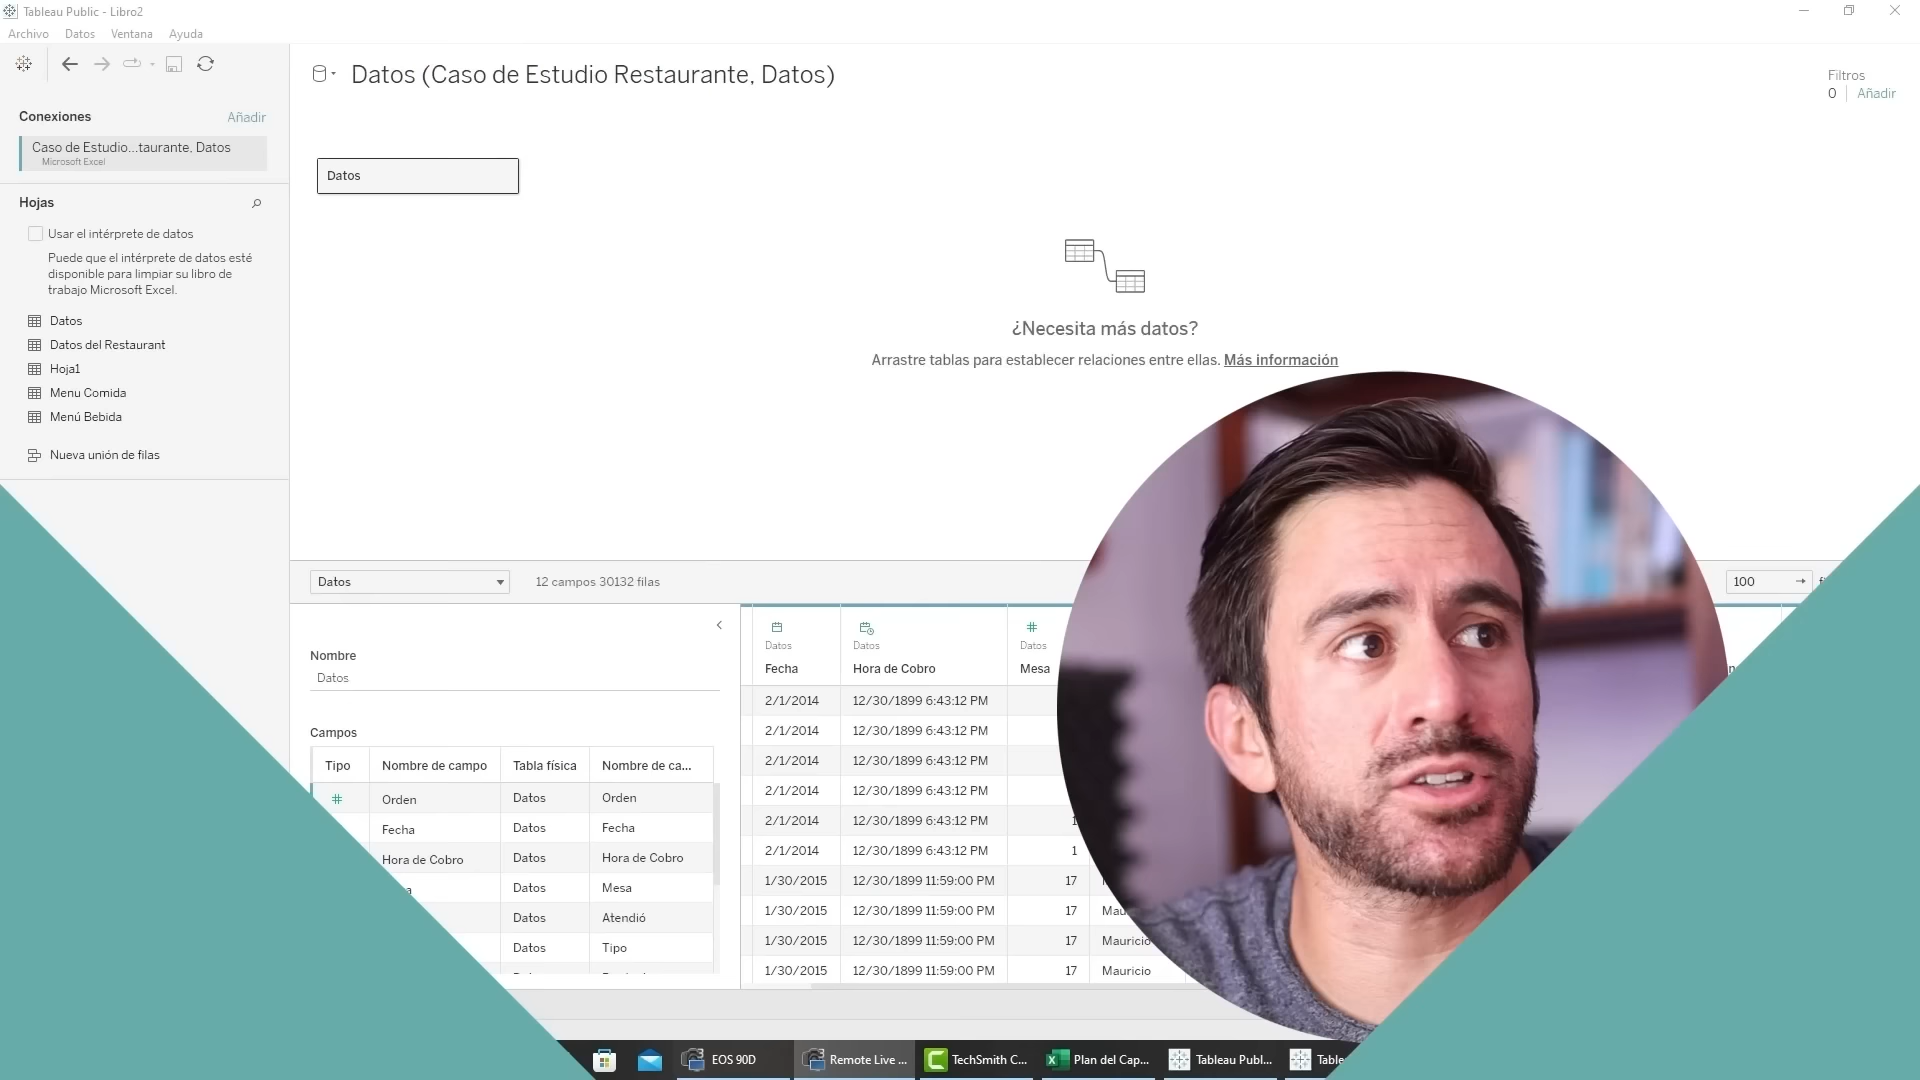 Tableau Public - Libro2
Archivo Datos Ventana Ayuda
Conexiones Añadir
Caso de Estudio...taurante, Datos
Microsoft Excel
Hojas
Usar el intérprete de datos
Puede que el intérprete de datos esté
disponible para limpiar su libro de
trabajo Microsoft Excel.
Datos
Datos del Restaurant
Hoja1
Menu Comida
Menú Bebida
Nueva unión de filas
Datos (Caso de Estudio Restaurante, Datos)
Filtros
0 Añadir
Datos
¿Necesita más datos?
Arrastre tablas para establecer relaciones entre ellas. Más información
Datos 12 campos 30132 filas 100
Nombre
Datos
Campos
Tipo Nombre de campo Tabla física Nombre de ca...
Orden Datos Orden
Fecha Datos Fecha
Hora de Cobro Datos Hora de Cobro
Datos Mesa
Datos Atendió
Datos Tipo
Datos Datos Datos
Fecha Hora de Cobro Mesa
2/1/2014 12/30/1899 6:43:12 PM
2/1/2014 12/30/1899 6:43:12 PM
2/1/2014 12/30/1899 6:43:12 PM
2/1/2014 12/30/1899 6:43:12 PM
2/1/2014 12/30/1899 6:43:12 PM 1
2/1/2014 12/30/1899 6:43:12 PM 1
1/30/2015 12/30/1899 11:59:00 PM 17
1/30/2015 12/30/1899 11:59:00 PM 17 Mau
1/30/2015 12/30/1899 11:59:00 PM 17 Mauricio
1/30/2015 12/30/1899 11:59:00 PM 17 Mauricio
EOS 90D Remote Live ... TechSmith C... Plan del Cap... Tableau Publ... Table